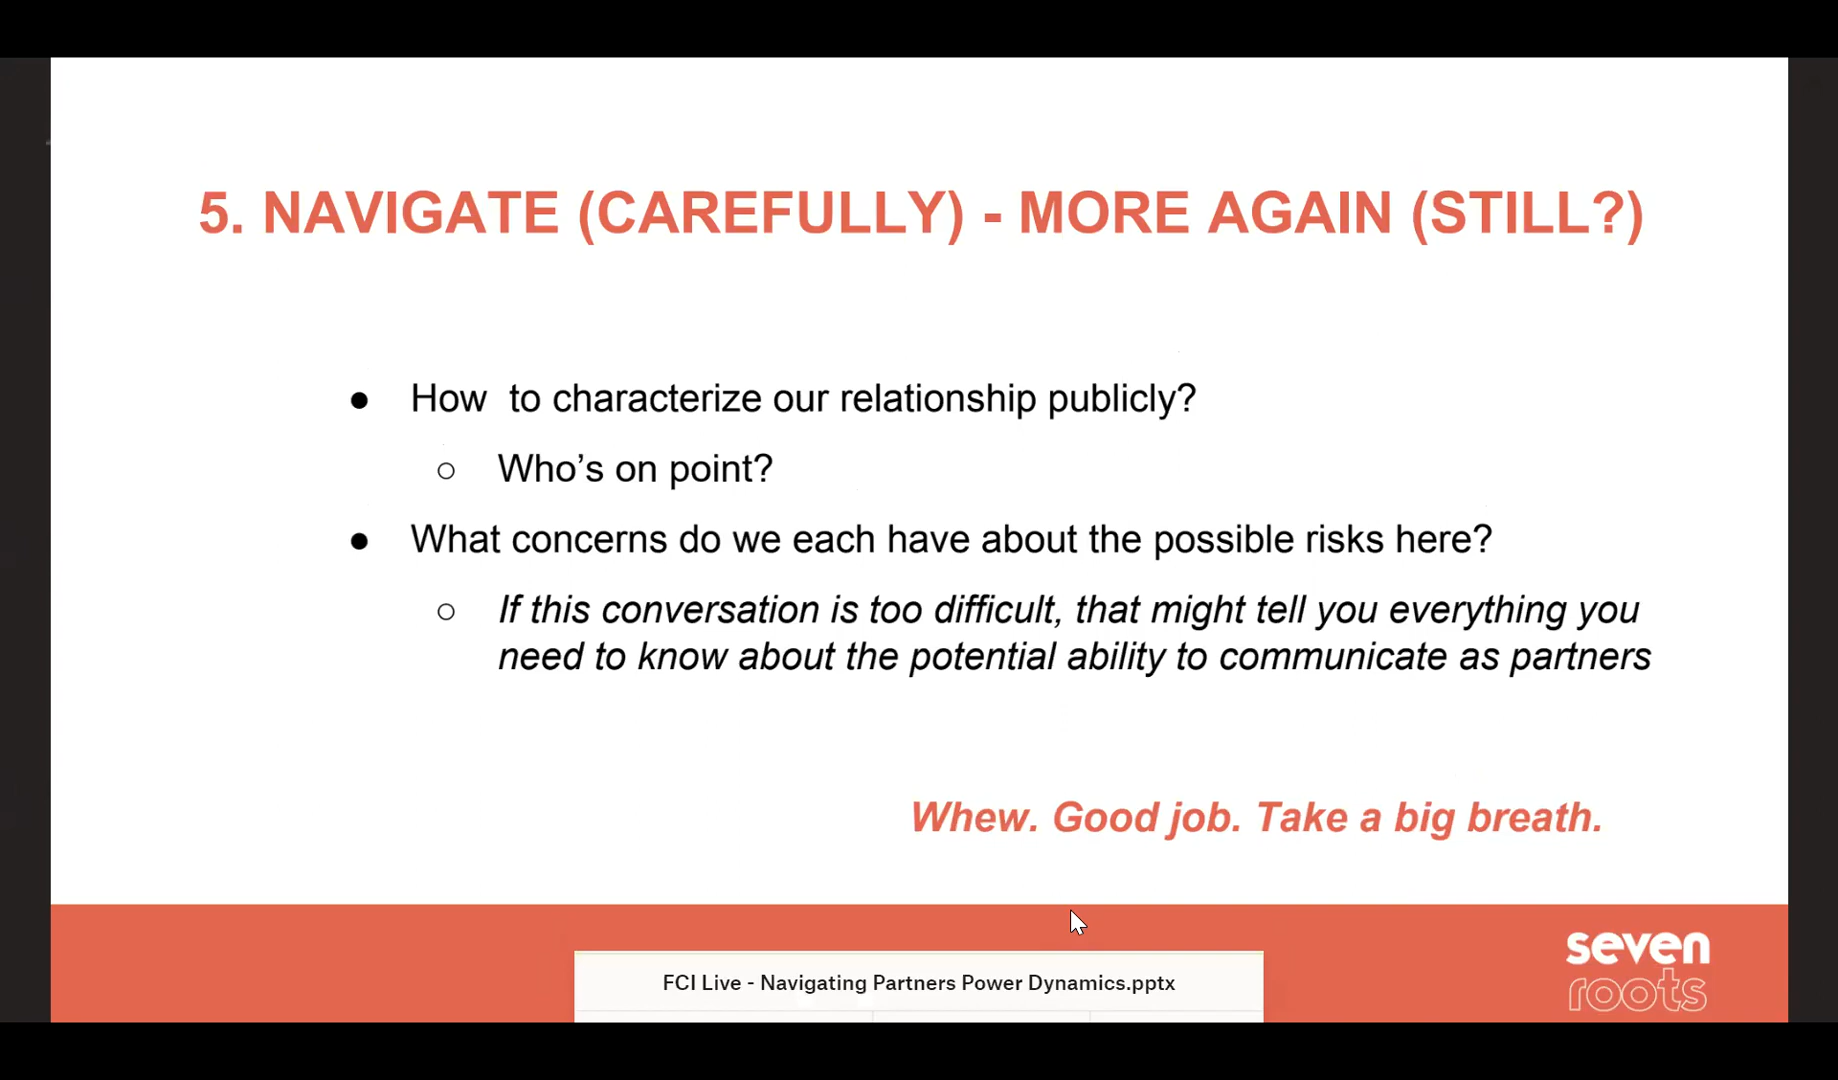 5. NAVIGATE (CAREFULLY) - MORE AGAIN (STILL?)
● How  to characterize our relationship publicly?
○ Who’s on point?
● What concerns do we each have about the possible risks here?
○ If this conversation is too difficult, that might tell you everything you
need to know about the potential ability to communicate as partners
Whew. Good job. Take a big breath.
seven
roots
FCI Live - Navigating Partners Power Dynamics.pptx